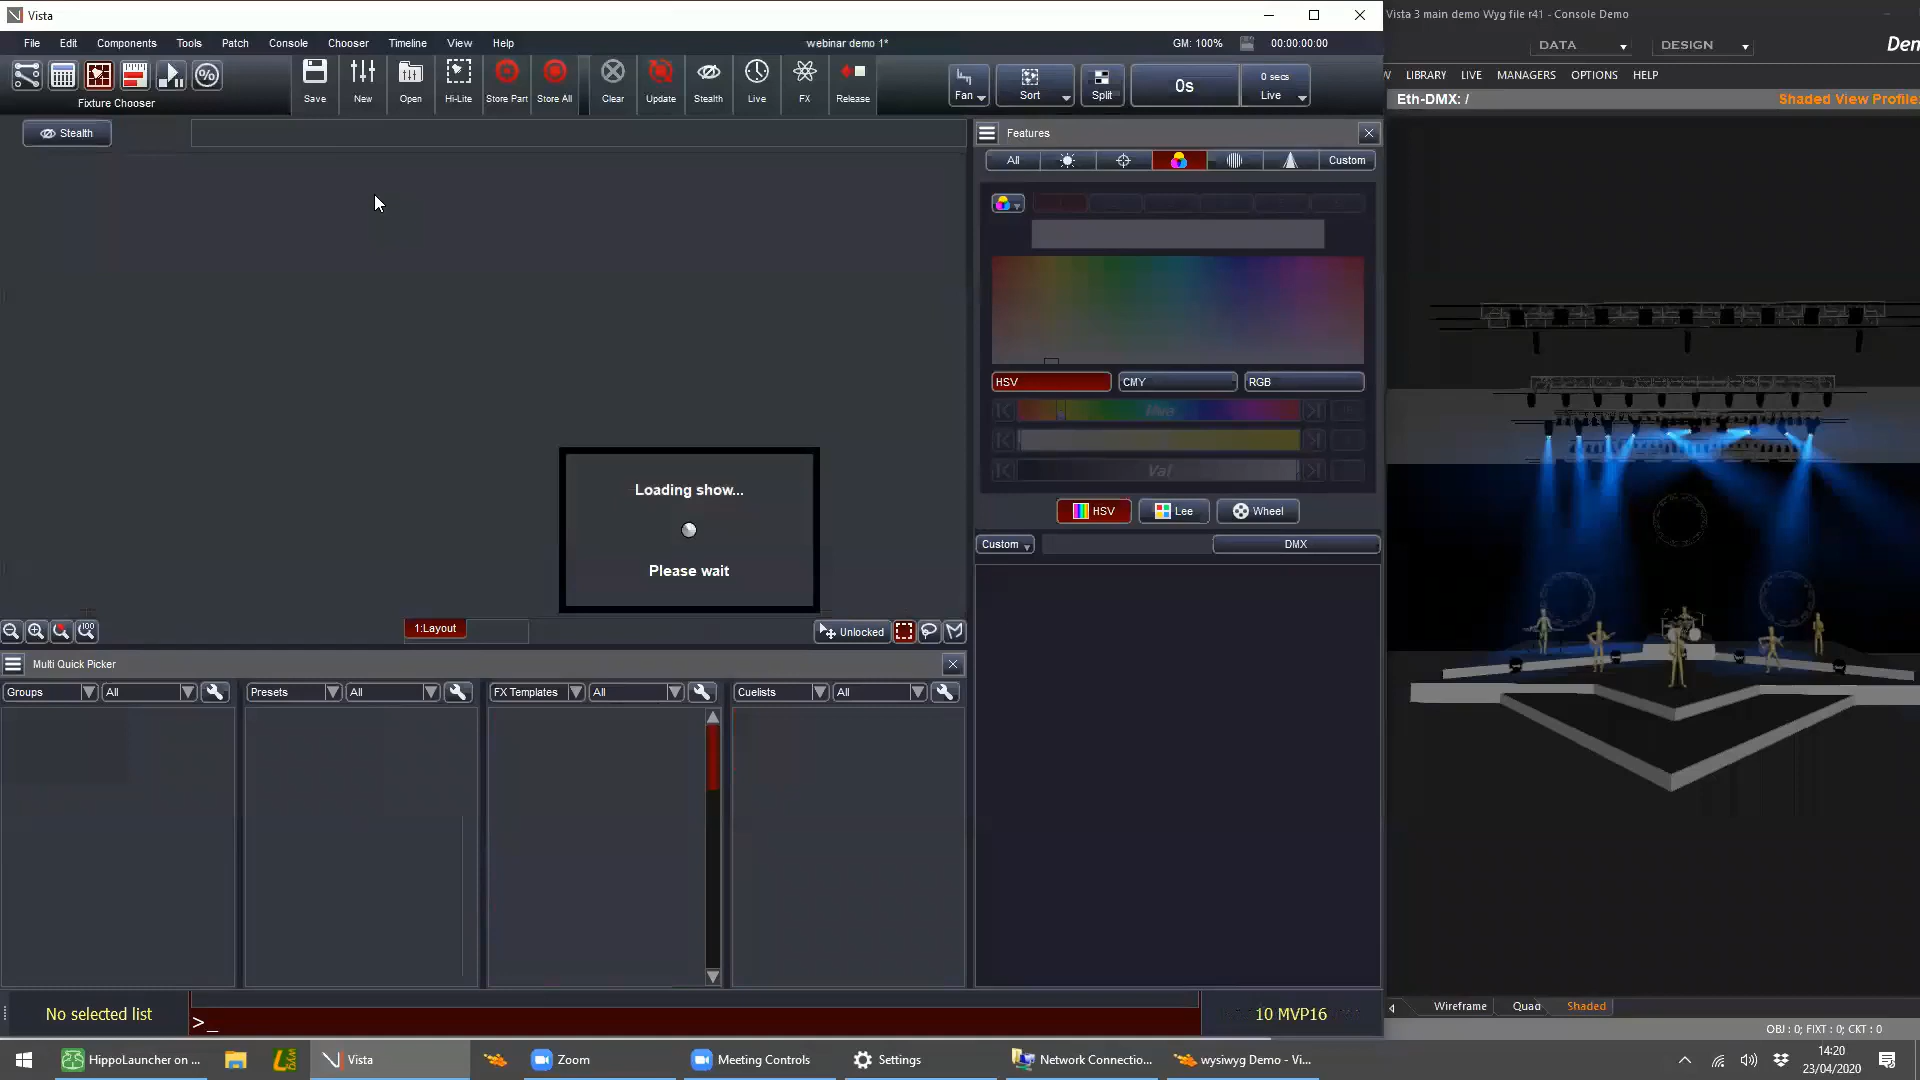 Vista
Vista 3 main demo Wyg file r41 - Console Demo
File Edit Components Tools Patch Console Chooser Timeline View Help
webinar demo 1*
GM: 100%
00:00:00:00
DATA
DESIGN
Fixture Chooser
Save
New
Open
Hi-Lite
Store Part
Store All
Clear
Update
Stealth
Live
FX
Release
Fan
Sort
Split
0s
0 secs
Live
LIBRARY LIVE MANAGERS OPTIONS HELP
Eth-DMX: /
Shaded View Profile:
Stealth
Features
All
Custom
HSV
CMY
RGB
Hue
Val
Loading show...
Please wait
HSV
Lee
Wheel
Custom
DMX
100
1:Layout
Unlocked
Multi Quick Picker
Groups
All
Presets
All
FX Templates
All
Cuelists
All
No selected list
>_
10 MVP16
Wireframe
Quad
Shaded
OBJ : 0; FIXT : 0; CKT : 0
HippoLauncher on ...
Vista
Zoom
Meeting Controls
Settings
Network Connectio...
wysiwyg Demo - Vi...
14:20
23/04/2020